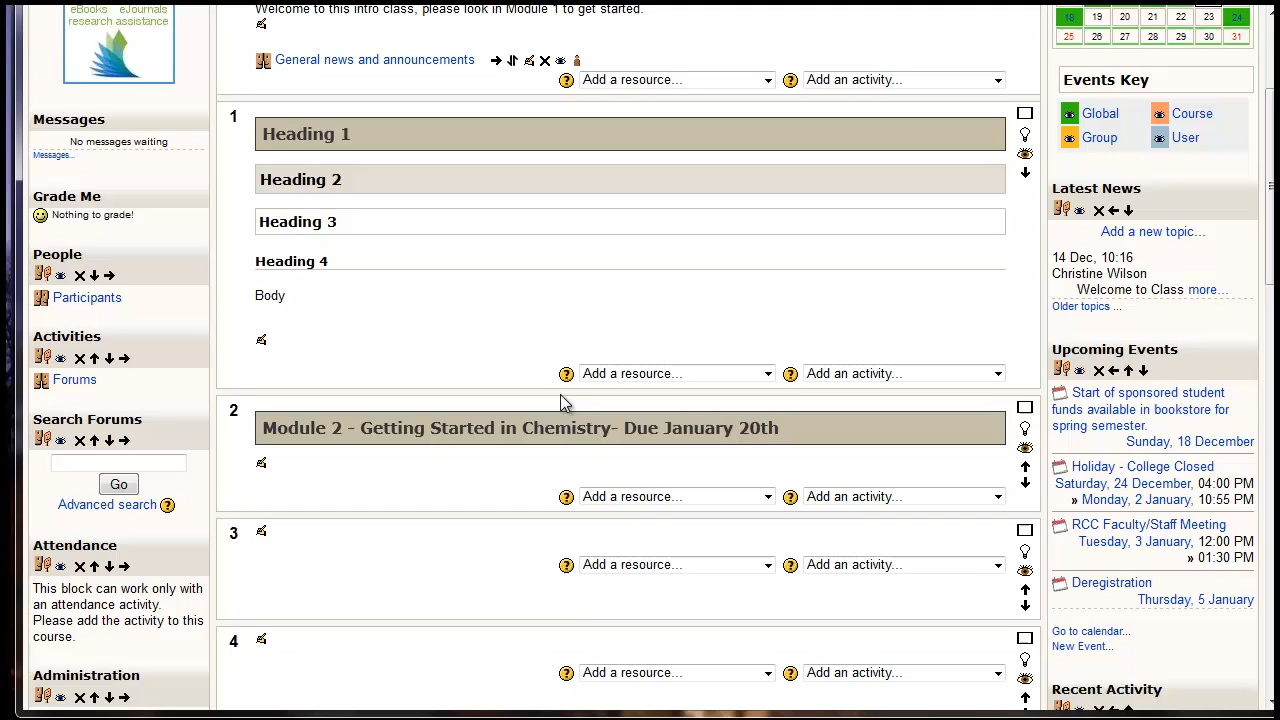 eBooks eJournals
research assistance
Messages
No messages waiting
Messages...
Grade Me
Nothing to grade!
People
Participants
Activities
Forums
Search Forums
Go
Advanced search
Attendance
This block can work only with
an attendance activity.
Please add the activity to this
course.
Administration
Welcome to this intro class, please look in Module 1 to get started.
General news and announcements
Add a resource... Add an activity...
1
Heading 1
Heading 2
Heading 3
Heading 4
Body
Add a resource... Add an activity...
2
Module 2 - Getting Started in Chemistry- Due January 20th
Add a resource... Add an activity...
3
Add a resource... Add an activity...
4
Add a resource... Add an activity...
18 19 20 21 22 23 24
25 26 27 28 29 30 31
Events Key
Global Course
Group User
Latest News
Add a new topic...
14 Dec, 10:16
Christine Wilson
Welcome to Class more...
Older topics ...
Upcoming Events
Start of sponsored student
funds available in bookstore for
spring semester.
Sunday, 18 December
Holiday - College Closed
Saturday, 24 December, 04:00 PM
» Monday, 2 January, 10:55 PM
RCC Faculty/Staff Meeting
Tuesday, 3 January, 12:00 PM
» 01:30 PM
Deregistration
Thursday, 5 January
Go to calendar...
New Event...
Recent Activity